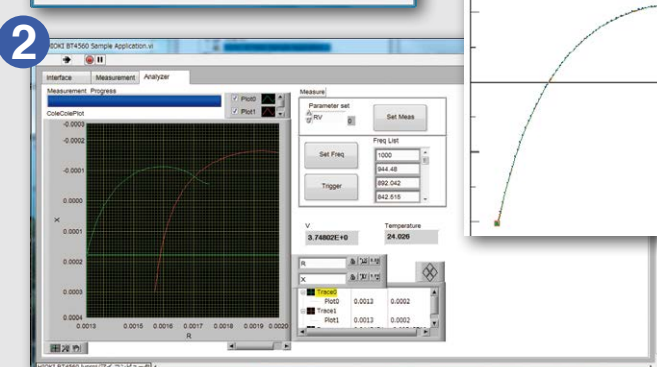 2
HIOKI BT4560 Sample Application.vi
Interface Measurement Analyzer
Measurement Progress
Plot0
Plot1
ColeColePlot
-0.0003
-0.0002
-0.0001
0.0000
0.0001
0.0002
0.0003
0.0004
X
0.0013 0.0015 0.0016 0.0017 0.0018 0.0019 0.0020
R
Measure
Parameter set
RV 0
Set Meas
Set Freq
Trigger
Freq List
1000
944.48
892.042
842.515
V
3.74802E+0
Temperature
24.026
R
X
Trace0
Plot0 0.0013 0.0002
Trace1
Plot1 0.0013 0.0002